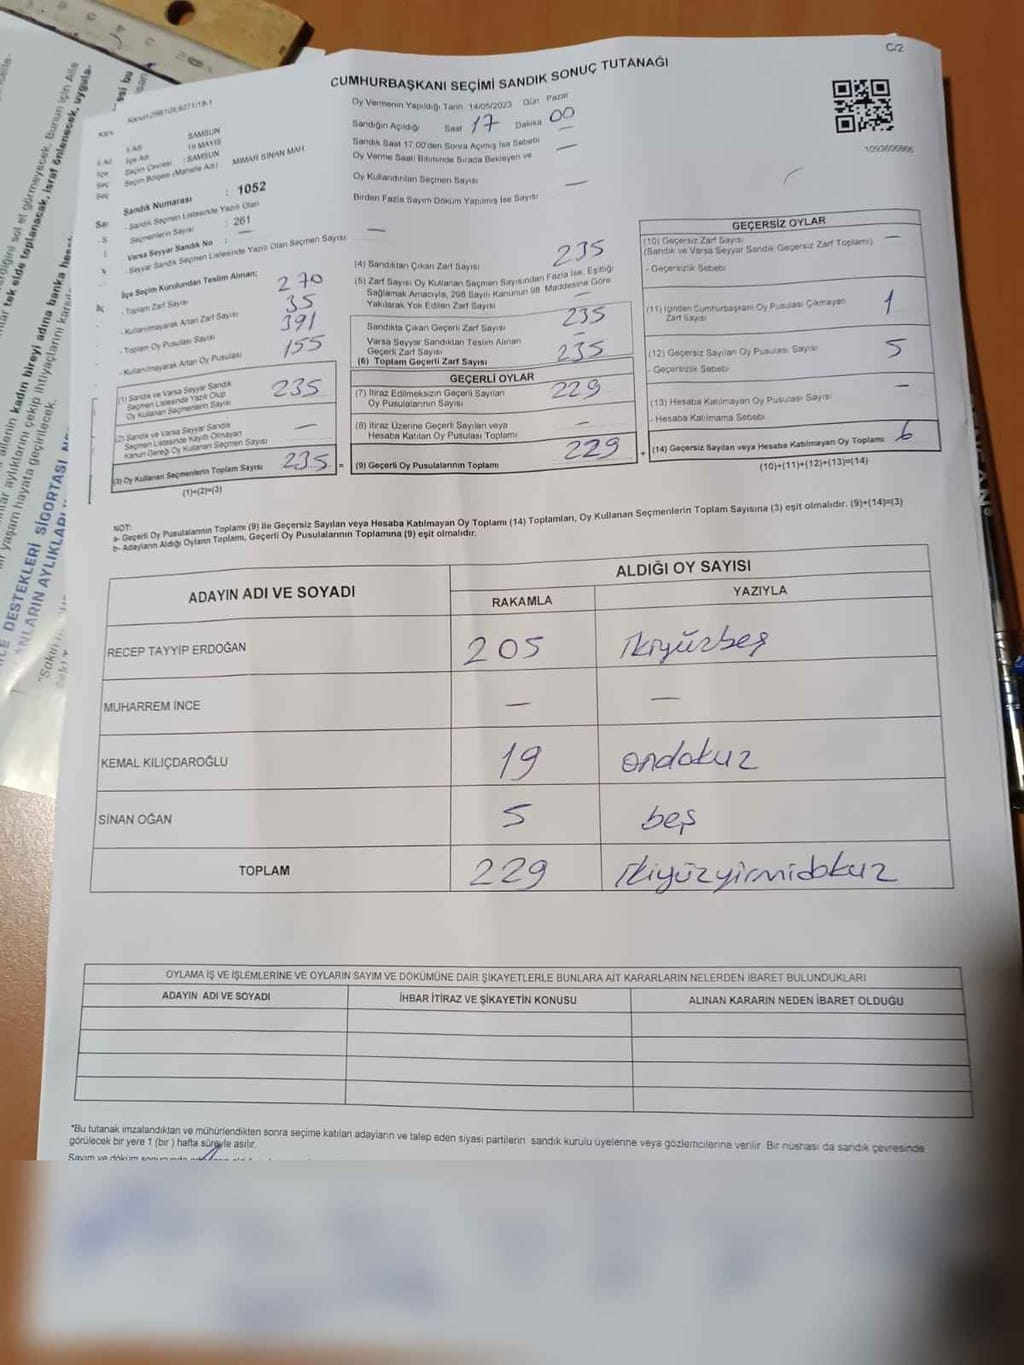 C/2
CUMHURBAŞKANI SEÇİMİ SANDIK SONUÇ TUTANAĞI
Oy Vermenin Yapıldığı Tarih 14/05/2023 Gün Pazar
Sandığın Açıldığı Saat 17 Dakika 00
Sandık Saat 17.00'den Sonra Açılmış İse Sebebi —
Oy Verme Saati Bitiminde Sırada Bekleyen ve
Oy Kullandırılan Seçmen Sayısı —
Birden Fazla Sayım Döküm Yapılmış İse Sayısı
1093606866
İl Adı SAMSUN
İlçe Adı 19 MAYIS
Seçim Çevresi : SAMSUN
Seçim Bölgesi (Mahalle Adı) MİMAR SİNAN MAH.
Sandık Numarası : 1052
Sandık Seçmen Listesinde Yazılı Olan
Seçmenlerin Sayısı : 261
Varsa Seyyar Sandık No :
Seyyar Sandık Seçmen Listesinde Yazılı Olan Seçmen Sayısı: —
İlçe Seçim Kurulundan Teslim Alınan;
- Toplam Zarf Sayısı 270
- Kullanılmayarak Artan Zarf Sayısı 35
- Toplam Oy Pusulası Sayısı 391
- Kullanılmayarak Artan Oy Pusulası 155
(1) Sandık ve Varsa Seyyar Sandık
Seçmen Listesinde Yazılı Olup
Oy Kullanan Seçmenlerin Sayısı 235
(2) Sandık ve Varsa Seyyar Sandık
Seçmen Listesinde Kayıtlı Olmayan
Kanun Gereği Oy Kullanan Seçmen Sayısı —
(3) Oy Kullanan Seçmenlerin Toplam Sayısı 235 =
(1)+(2)=(3)
(4) Sandıktan Çıkan Zarf Sayısı 235
(5) Zarf Sayısı Oy Kullanan Seçmen Sayısından Fazla İse, Eşitliği
Sağlamak Amacıyla, 298 Sayılı Kanunun 98. Maddesine Göre
Yakılarak Yok Edilen Zarf Sayısı —
Sandıkta Çıkan Geçerli Zarf Sayısı 235
Varsa Seyyar Sandıktan Teslim Alınan
Geçerli Zarf Sayısı —
(6) Toplam Geçerli Zarf Sayısı 235
GEÇERLİ OYLAR
(7) İtiraz Edilmeksizin Geçerli Sayılan
Oy Pusulalarının Sayısı 229
(8) İtiraz Üzerine Geçerli Sayılan veya
Hesaba Katılan Oy Pusulası Toplamı —
(9) Geçerli Oy Pusulalarının Toplamı 229 +
GEÇERSİZ OYLAR
(10) Geçersiz Zarf Sayısı —
(Sandık ve Varsa Seyyar Sandık Geçersiz Zarf Toplamı)
- Geçersizlik Sebebi
(11) İçinden Cumhurbaşkanı Oy Pusulası Çıkmayan
Zarf Sayısı 1
(12) Geçersiz Sayılan Oy Pusulası Sayısı 5
- Geçersizlik Sebebi
(13) Hesaba Katılmayan Oy Pusulası Sayısı —
- Hesaba Katılmama Sebebi
(14) Geçersiz Sayılan veya Hesaba Katılmayan Oy Toplamı 6
(10)+(11)+(12)+(13)=(14)
NOT:
a- Geçerli Oy Pusulalarının Toplamı (9) ile Geçersiz Sayılan veya Hesaba Katılmayan Oy Toplamı (14) Toplamları, Oy Kullanan Seçmenlerin Toplam Sayısına (3) eşit olmalıdır. (9)+(14)=(3)
b- Adayların Aldığı Oyların Toplamı, Geçerli Oy Pusulalarının Toplamına (9) eşit olmalıdır.
ADAYIN ADI VE SOYADI
ALDIĞI OY SAYISI
RAKAMLA YAZIYLA
RECEP TAYYİP ERDOĞAN 205 ikiyüzbeş
MUHARREM İNCE — —
KEMAL KILIÇDAROĞLU 19 ondokuz
SİNAN OĞAN 5 beş
TOPLAM 229 ikiyüzyirmidokuz
OYLAMA İŞ VE İŞLEMLERİNE VE OYLARIN SAYIM VE DÖKÜMÜNE DAİR ŞİKAYETLERLE BUNLARA AİT KARARLARIN NELERDEN İBARET BULUNDUKLARI
ADAYIN ADI VE SOYADI İHBAR İTİRAZ VE ŞİKAYETİN KONUSU ALINAN KARARIN NEDEN İBARET OLDUĞU
*Bu tutanak imzalandıktan ve mühürlendikten sonra seçime katılan adayların ve talep eden siyasi partilerin sandık kurulu üyelerine veya gözlemcilerine verilir. Bir nüshası da sandık çevresinde
görülecek bir yere 1 (bir) hafta süreyle asılır.